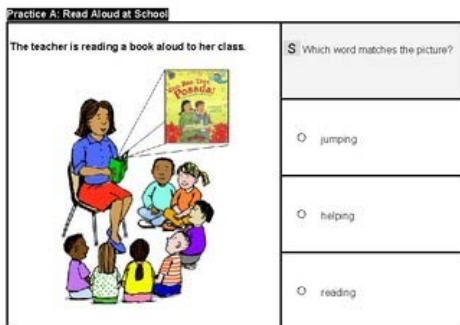 Practice A: Read Aloud at School
The teacher is reading a book aloud to her class.
Posada!
S Which word matches the picture?
jumping
helping
reading